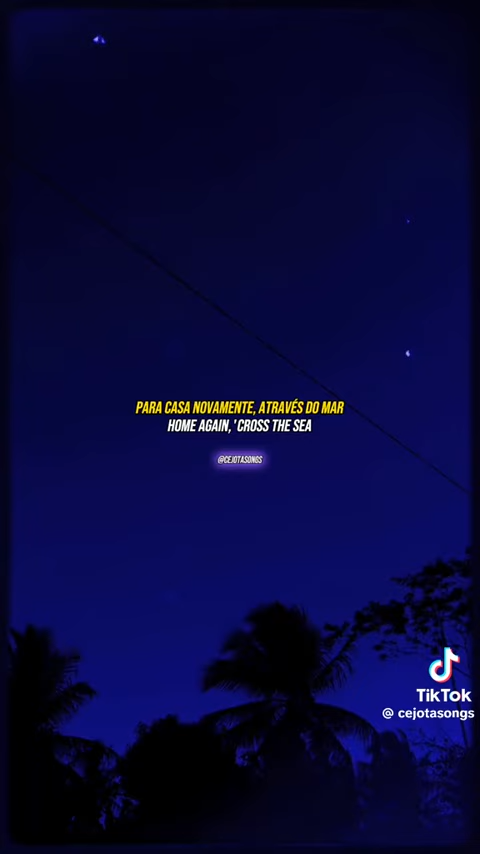 PARA CASA NOVAMENTE, ATRAVÉS DO MAR
HOME AGAIN, 'CROSS THE SEA
@CEJOTASONGS
TikTok
@ cejotasongs